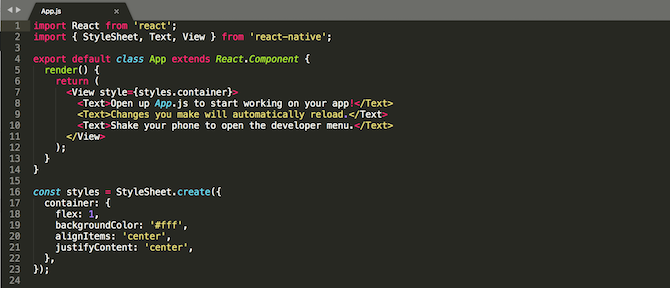 App.js
1 import React from 'react';
2 import { StyleSheet, Text, View } from 'react-native';
3
4 export default class App extends React.Component {
5   render() {
6     return (
7       <View style={styles.container}>
8         <Text>Open up App.js to start working on your app!</Text>
9         <Text>Changes you make will automatically reload.</Text>
10         <Text>Shake your phone to open the developer menu.</Text>
11       </View>
12     );
13   }
14 }
15
16 const styles = StyleSheet.create({
17   container: {
18     flex: 1,
19     backgroundColor: '#fff',
20     alignItems: 'center',
21     justifyContent: 'center',
22   },
23 });
24